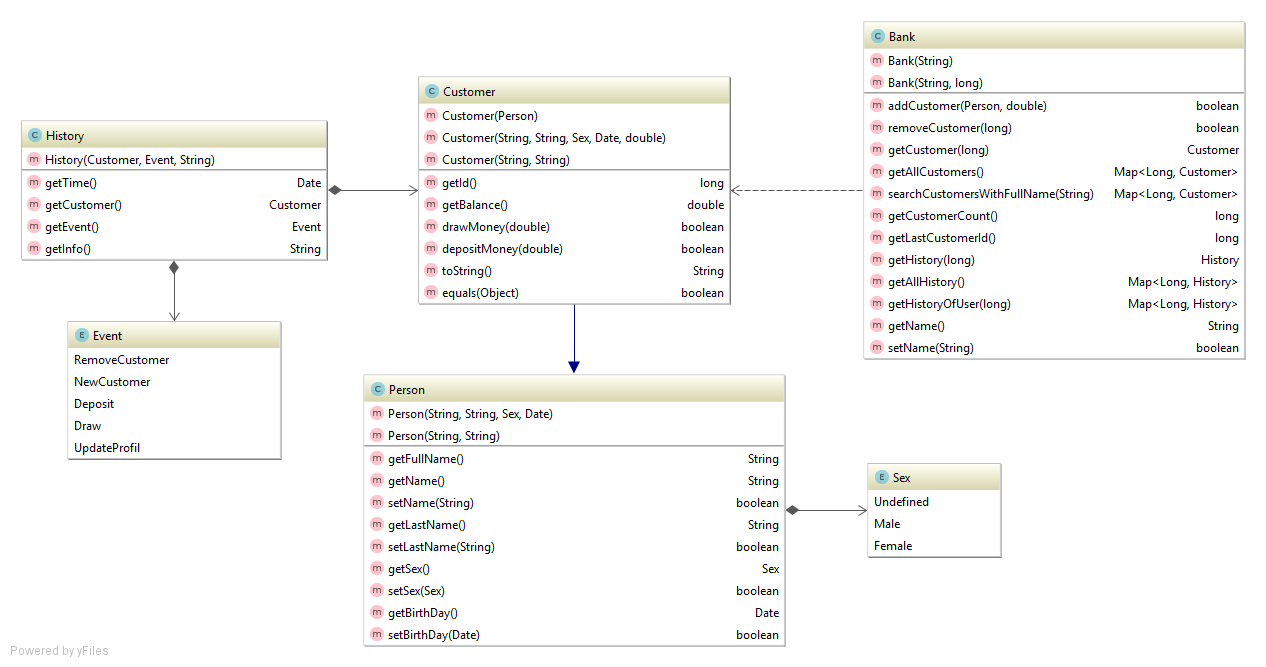 C Bank
m Bank(String)
m Bank(String, long)
m addCustomer(Person, double) boolean
m removeCustomer(long) boolean
m getCustomer(long) Customer
m getAllCustomers() Map<Long, Customer>
m searchCustomersWithFullName(String) Map<Long, Customer>
m getCustomerCount() long
m getLastCustomerId() long
m getHistory(long) History
m getAllHistory() Map<Long, History>
m getHistoryOfUser(long) Map<Long, History>
m getName() String
m setName(String) boolean
C Customer
m Customer(Person)
m Customer(String, String, Sex, Date, double)
m Customer(String, String)
m getId() long
m getBalance() double
m drawMoney(double) boolean
m depositMoney(double) boolean
m toString() String
m equals(Object) boolean
C History
m History(Customer, Event, String)
m getTime() Date
m getCustomer() Customer
m getEvent() Event
m getInfo() String
E Event
RemoveCustomer
NewCustomer
Deposit
Draw
UpdateProfil
C Person
m Person(String, String, Sex, Date)
m Person(String, String)
m getFullName() String
m getName() String
m setName(String) boolean
m getLastName() String
m setLastName(String) boolean
m getSex() Sex
m setSex(Sex) boolean
m getBirthDay() Date
m setBirthDay(Date) boolean
E Sex
Undefined
Male
Female
Powered by yFiles